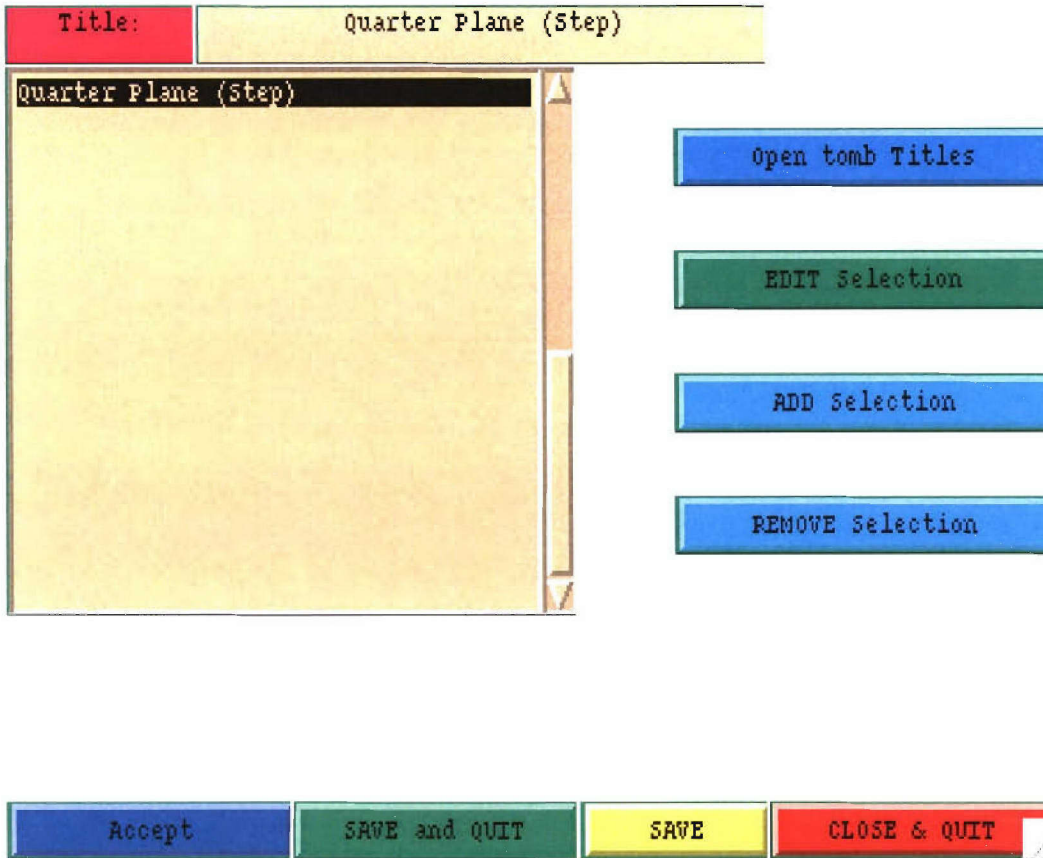 Title: Quarter Plane (Step)
Quarter Plane (Step)
Open tomb Titles
EDIT Selection
ADD Selection
REMOVE Selection
Accept SAVE and QUIT SAVE CLOSE & QUIT